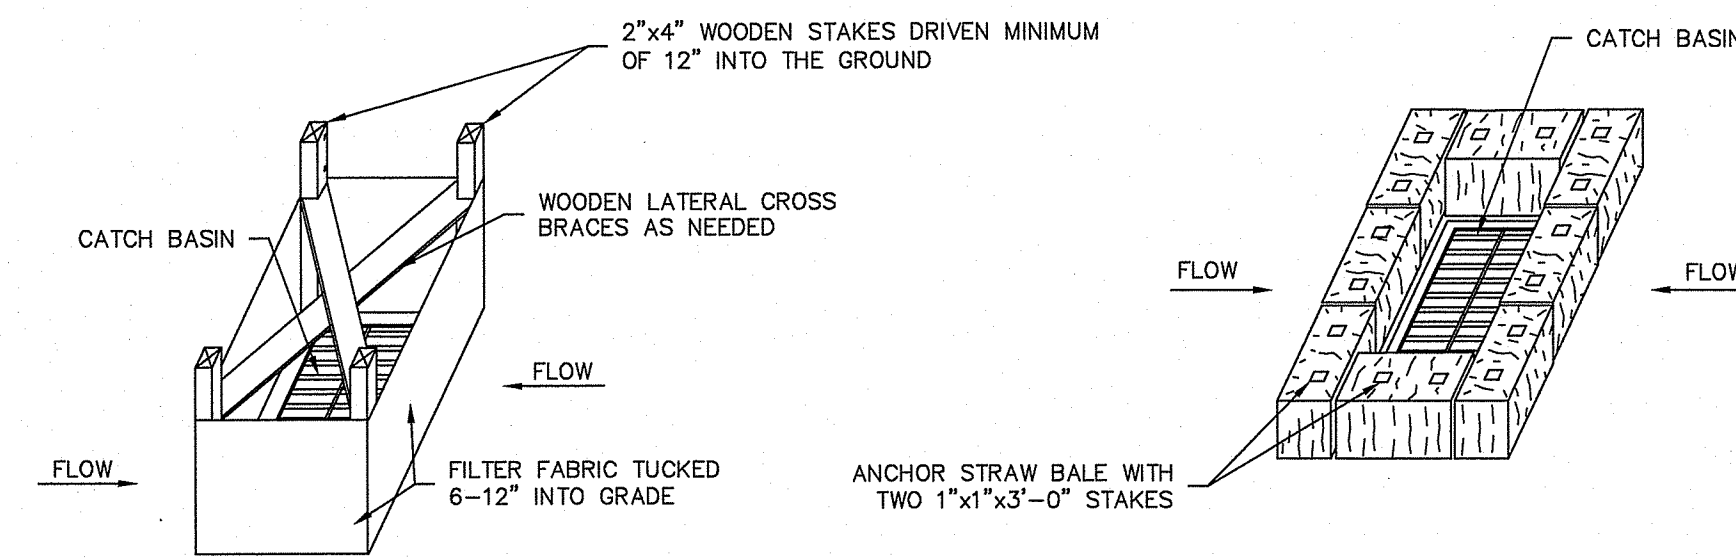 2”x4” WOODEN STAKES DRIVEN MINIMUM
OF 12” INTO THE GROUND
WOODEN LATERAL CROSS
BRACES AS NEEDED
CATCH BASIN
FLOW
FLOW
FILTER FABRIC TUCKED
6–12” INTO GRADE
CATCH BASIN
FLOW
FLOW
ANCHOR STRAW BALE WITH
TWO 1”x1”x3’–0” STAKES